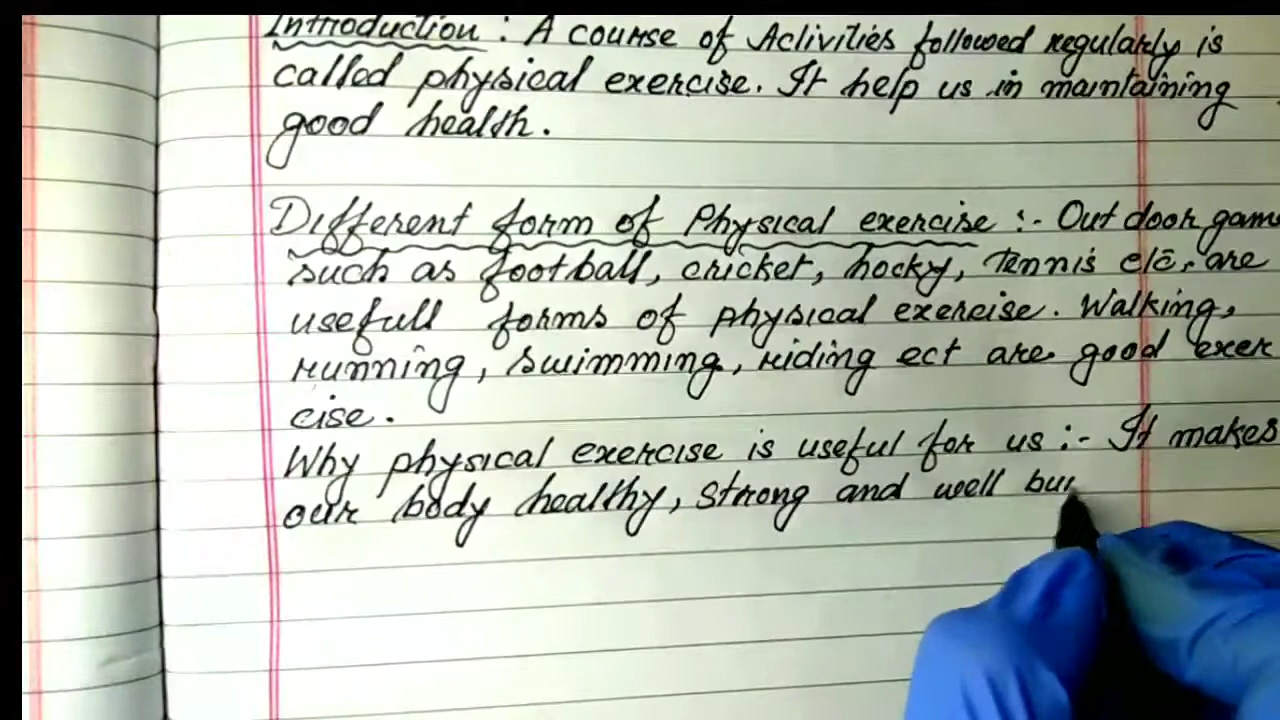 Introduction : A course of Activities followed regularly is
called physical exercise. It help us in maintaining
good health.
Different form of Physical exercise :- Out door game
such as football, cricket, hocky, Tennis etc. are
usefull forms of physical exercise. Walking,
running, swimming, riding ect are good exer
cise.
Why physical exercise is useful for us :- It makes
our body healthy, strong and well bui